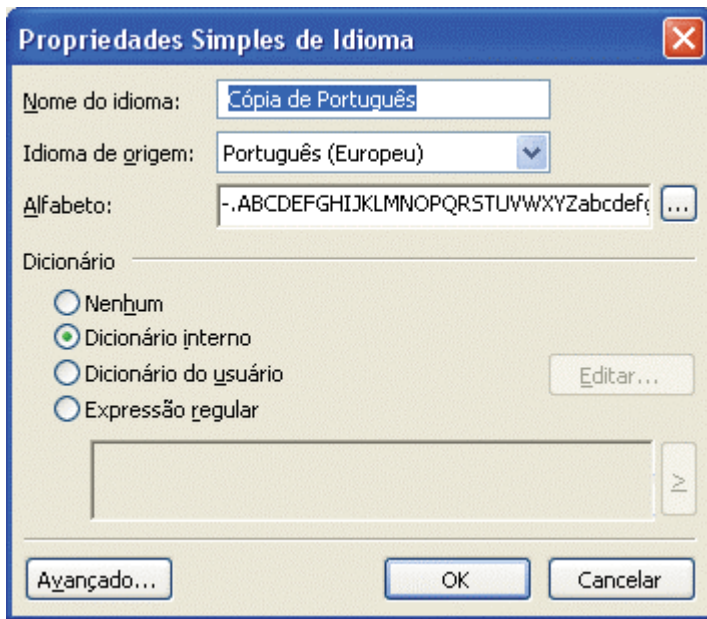 Propriedades Simples de Idioma
Nome do idioma: Cópia de Português
Idioma de origem: Português (Europeu)
Alfabeto: -.ABCDEFGHIJKLMNOPQRSTUVWXYZabcdefg ...
Dicionário
Nenhum
Dicionário interno
Dicionário do usuário
Editar...
Expressão regular
>
Avançado... OK Cancelar